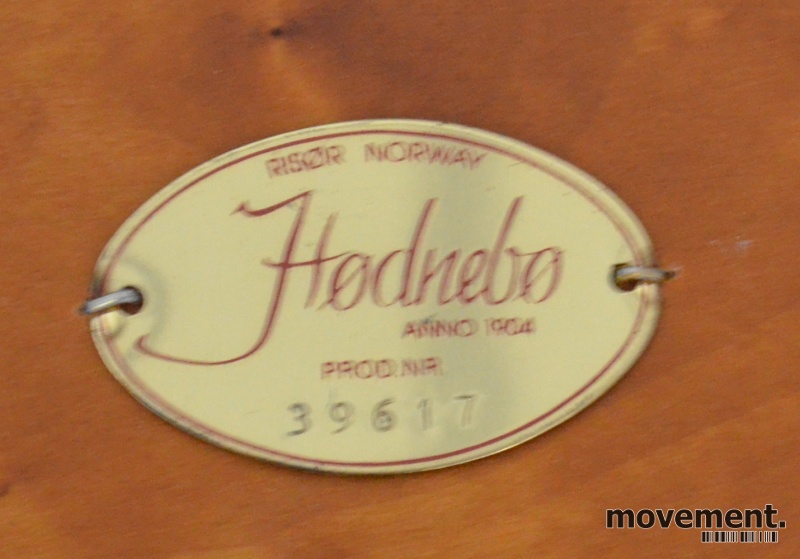 RISØR NORWAY
Hødnebø
ANNO 1904
PROD.NR.
39617
movement.